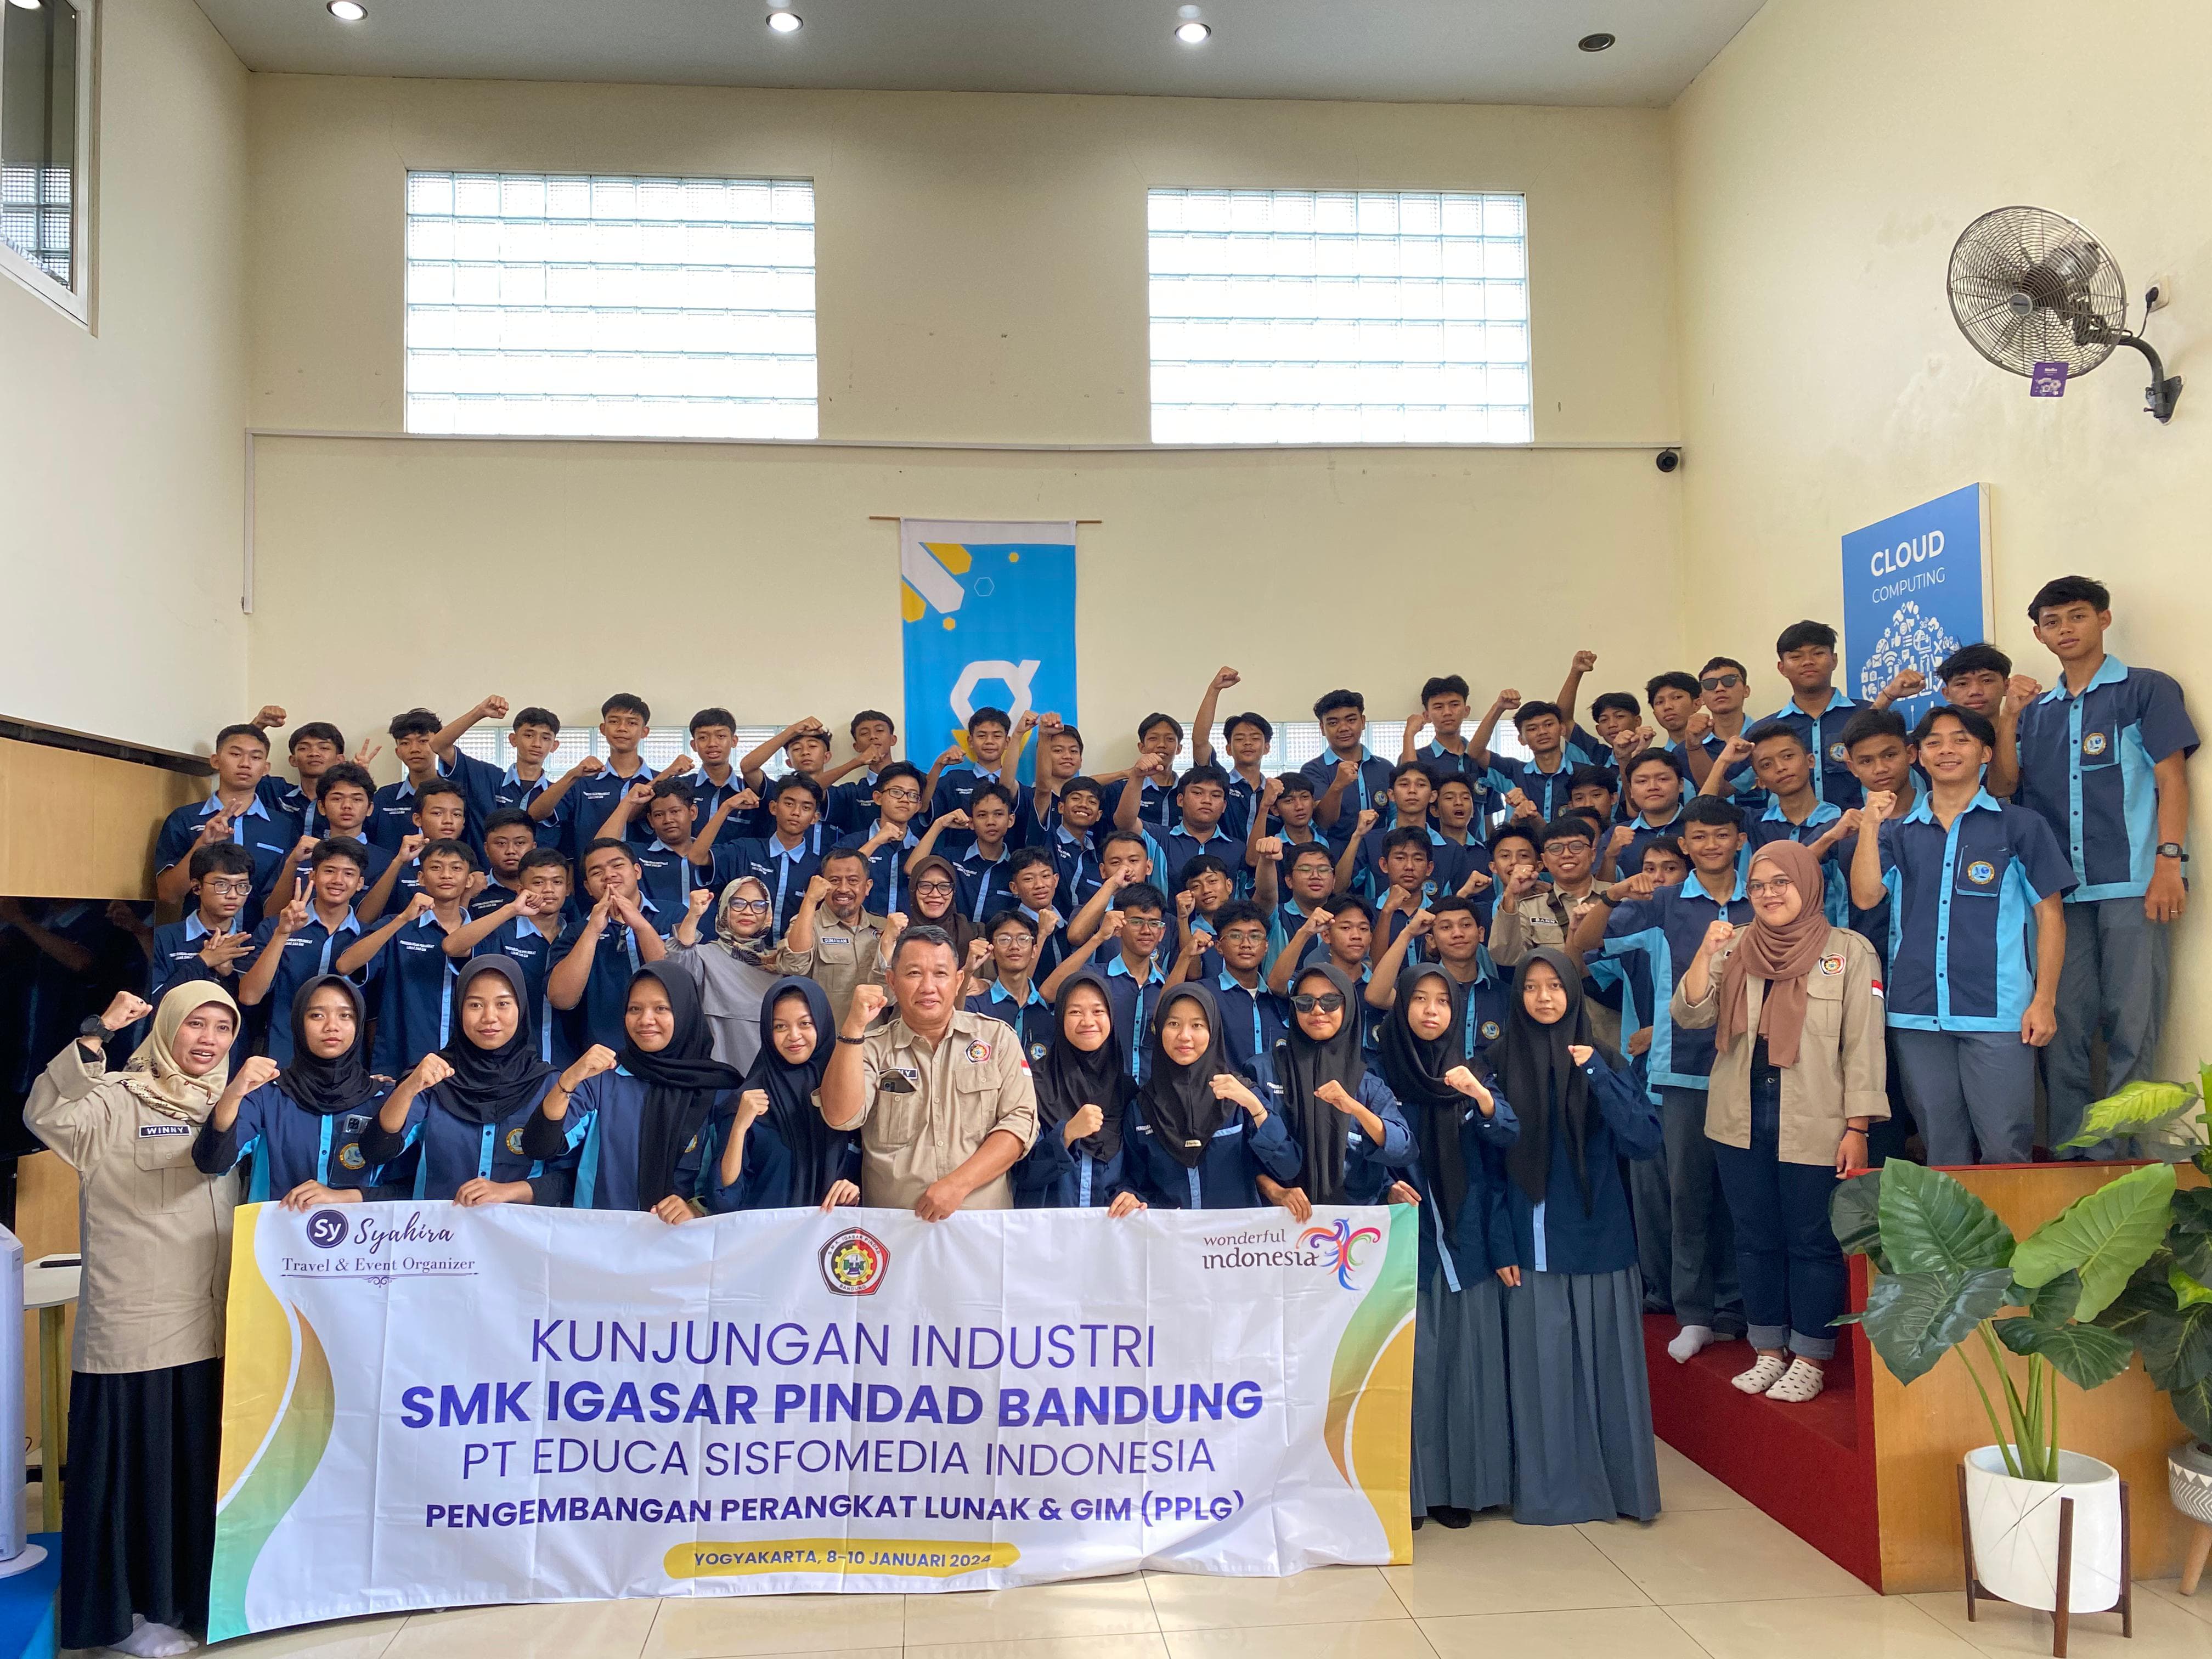 CLOUD
COMPUTING
WINNY
Sy Syahira
Travel & Event Organizer
wonderful
indonesia
KUNJUNGAN INDUSTRI
SMK IGASAR PINDAD BANDUNG
PT EDUCA SISFOMEDIA INDONESIA
PENGEMBANGAN PERANGKAT LUNAK & GIM (PPLG)
YOGYAKARTA, 8-10 JANUARI 2024